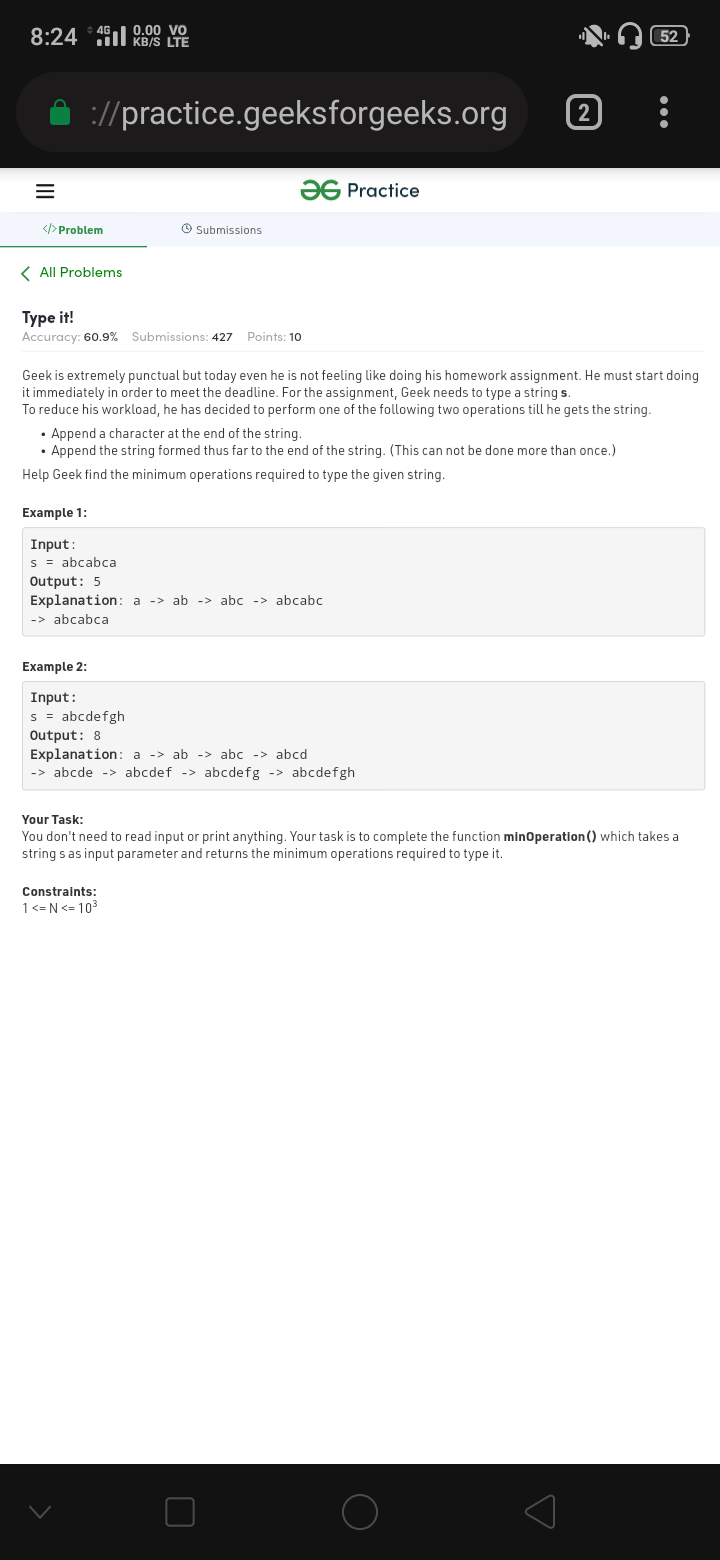 8:24 4G 0.00 KB/S VO LTE 52
://practice.geeksforgeeks.org 2
Practice
</>Problem Submissions
All Problems
Type it!
Accuracy: 60.9% Submissions: 427 Points: 10
Geek is extremely punctual but today even he is not feeling like doing his homework assignment. He must start doing
it immediately in order to meet the deadline. For the assignment, Geek needs to type a string s.
To reduce his workload, he has decided to perform one of the following two operations till he gets the string.
• Append a character at the end of the string.
• Append the string formed thus far to the end of the string. (This can not be done more than once.)
Help Geek find the minimum operations required to type the given string.
Example 1:
Input:
s = abcabca
Output: 5
Explanation: a -> ab -> abc -> abcabc
-> abcabca
Example 2:
Input:
s = abcdefgh
Output: 8
Explanation: a -> ab -> abc -> abcd
-> abcde -> abcdef -> abcdefg -> abcdefgh
Your Task:
You don't need to read input or print anything. Your task is to complete the function minOperation() which takes a
string s as input parameter and returns the minimum operations required to type it.
Constraints:
1 <= N <= 10³